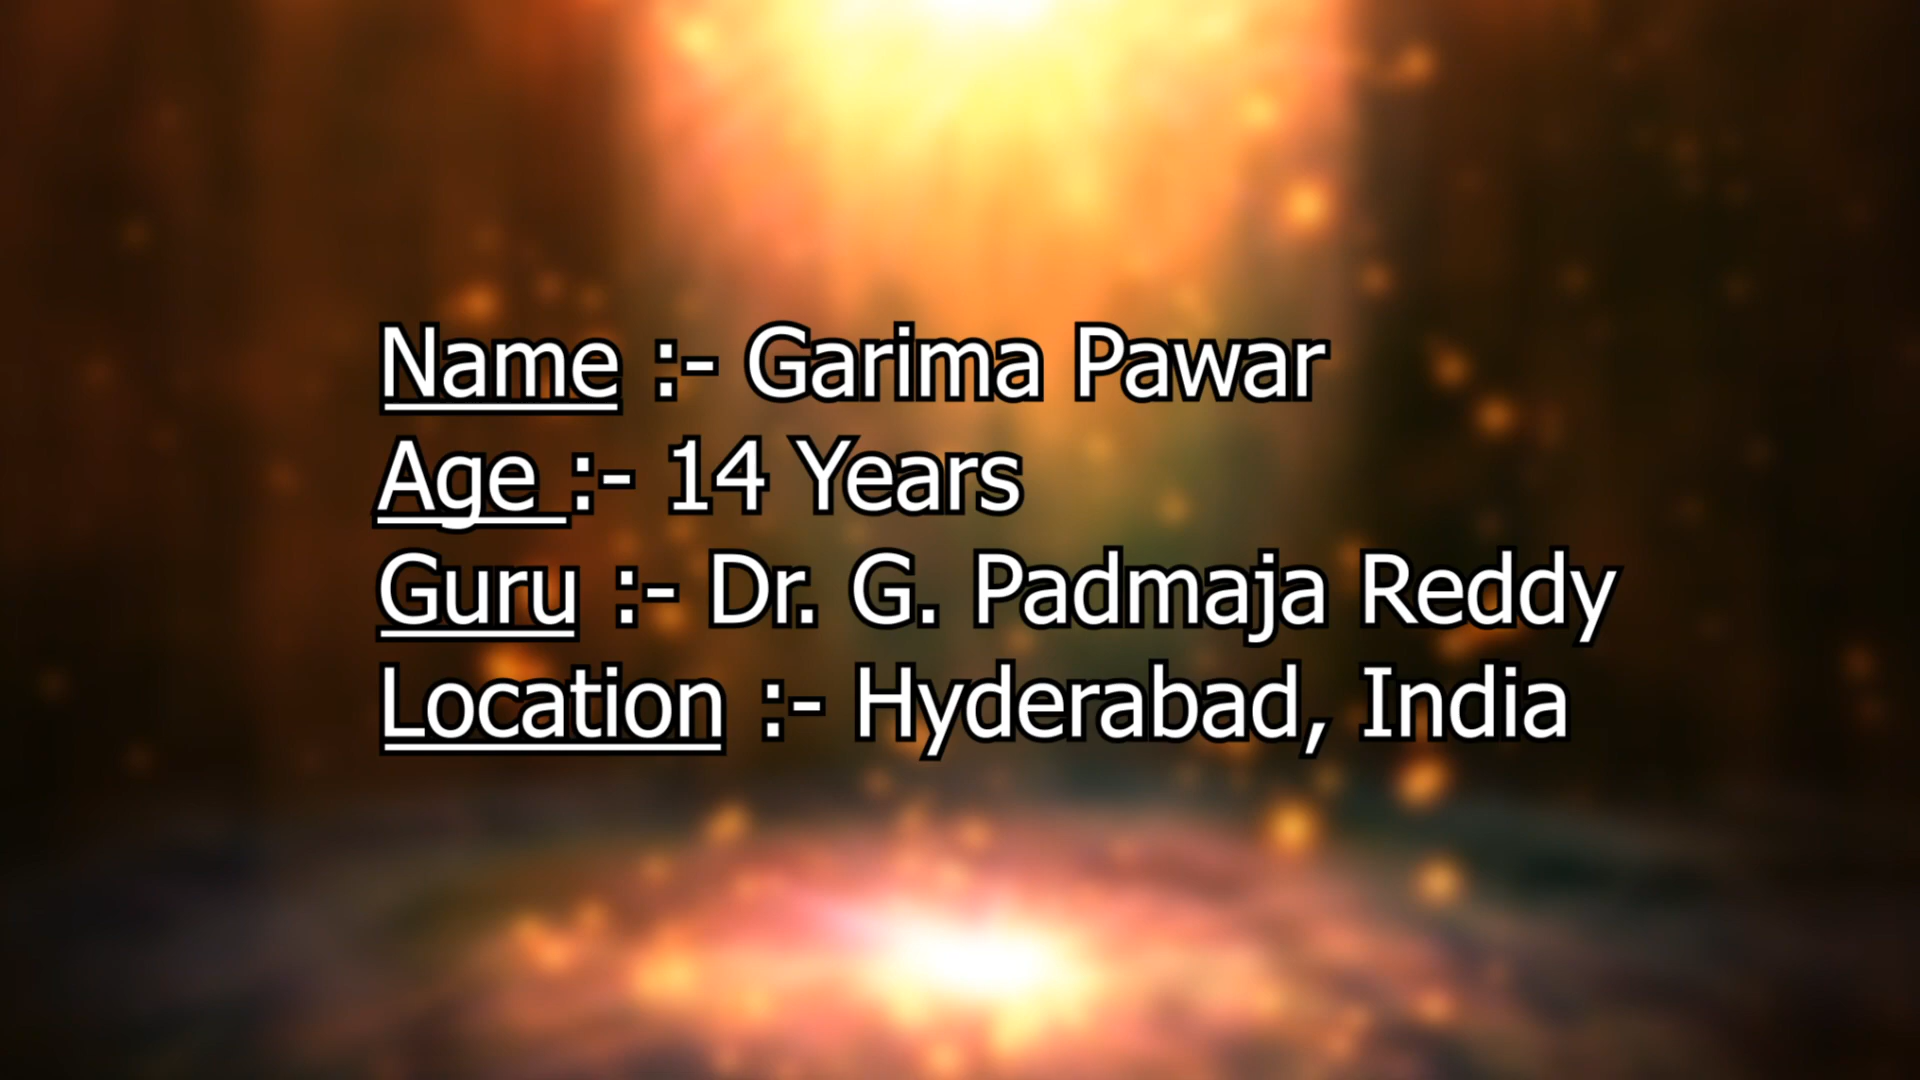 Name :- Garima Pawar
Age :- 14 Years
Guru :- Dr. G. Padmaja Reddy
Location :- Hyderabad, India